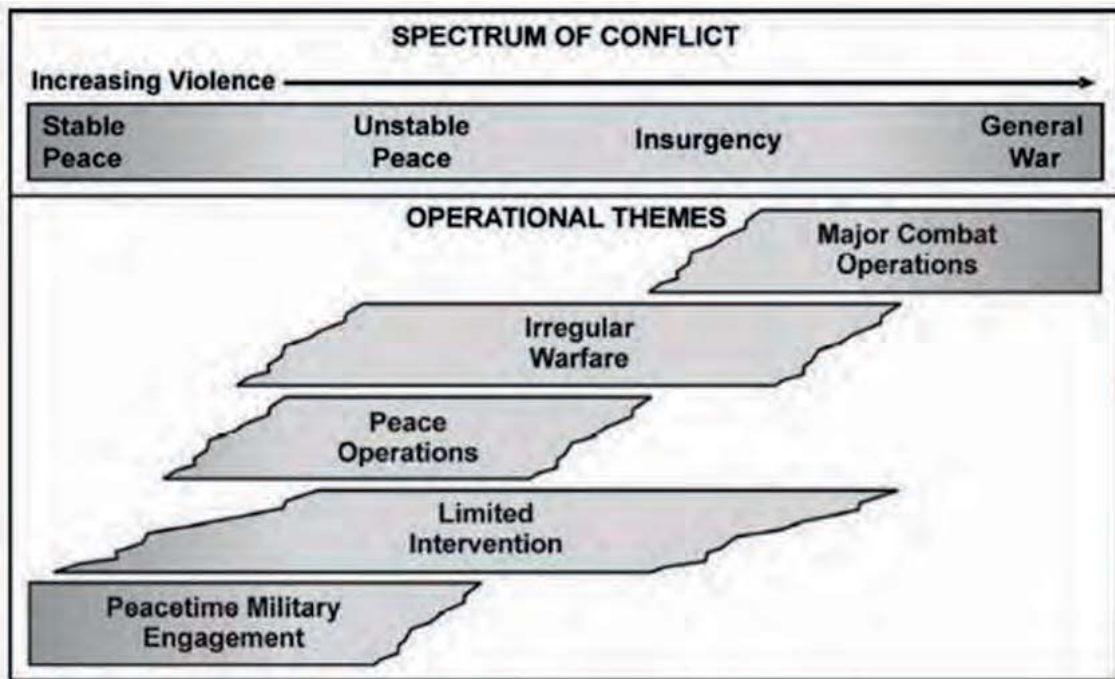 SPECTRUM OF CONFLICT
Increasing Violence
Stable
Peace
Unstable
Peace
Insurgency
General
War
OPERATIONAL THEMES
Major Combat
Operations
Irregular
Warfare
Peace
Operations
Limited
Intervention
Peacetime Military
Engagement